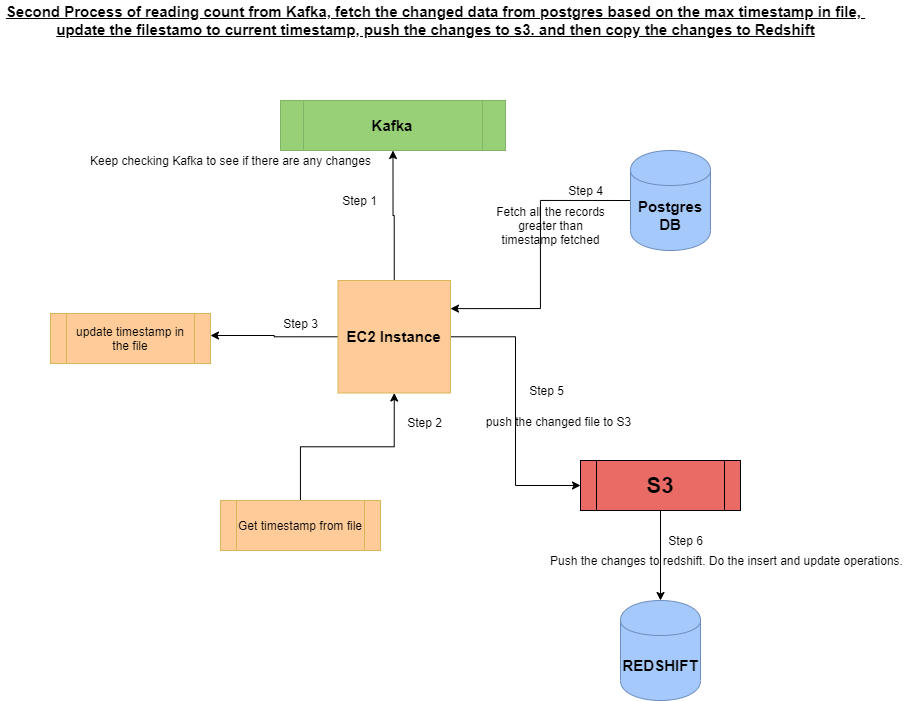 Second Process of reading count from Kafka, fetch the changed data from postgres based on the max timestamp in file,
update the filestamo to current timestamp, push the changes to s3. and then copy the changes to Redshift
Kafka
Keep checking Kafka to see if there are any changes
Step 1
Step 4
Fetch all the records
greater than
timestamp fetched
Postgres
DB
update timestamp in
the file
Step 3
EC2 Instance
Step 2
Step 5
push the changed file to S3
Get timestamp from file
S3
Step 6
Push the changes to redshift. Do the insert and update operations.
REDSHIFT